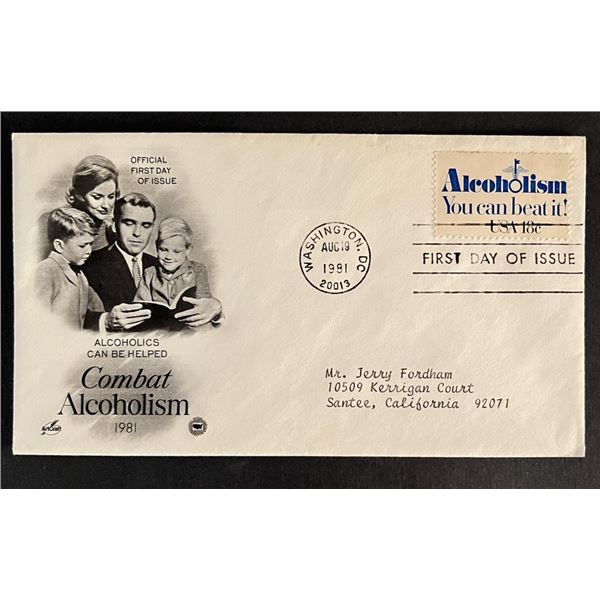 OFFICIAL
FIRST DAY
OF ISSUE
ALCOHOLICS
CAN BE HELPED
Combat
Alcoholism
1981
ArtCraft
WASHINGTON, DC
AUG 19
1981
20013
Alcoholism
You can beat it!
USA 18c
FIRST DAY OF ISSUE
Mr. Jerry Fordham
10509 Kerrigan Court
Santee, California 92071